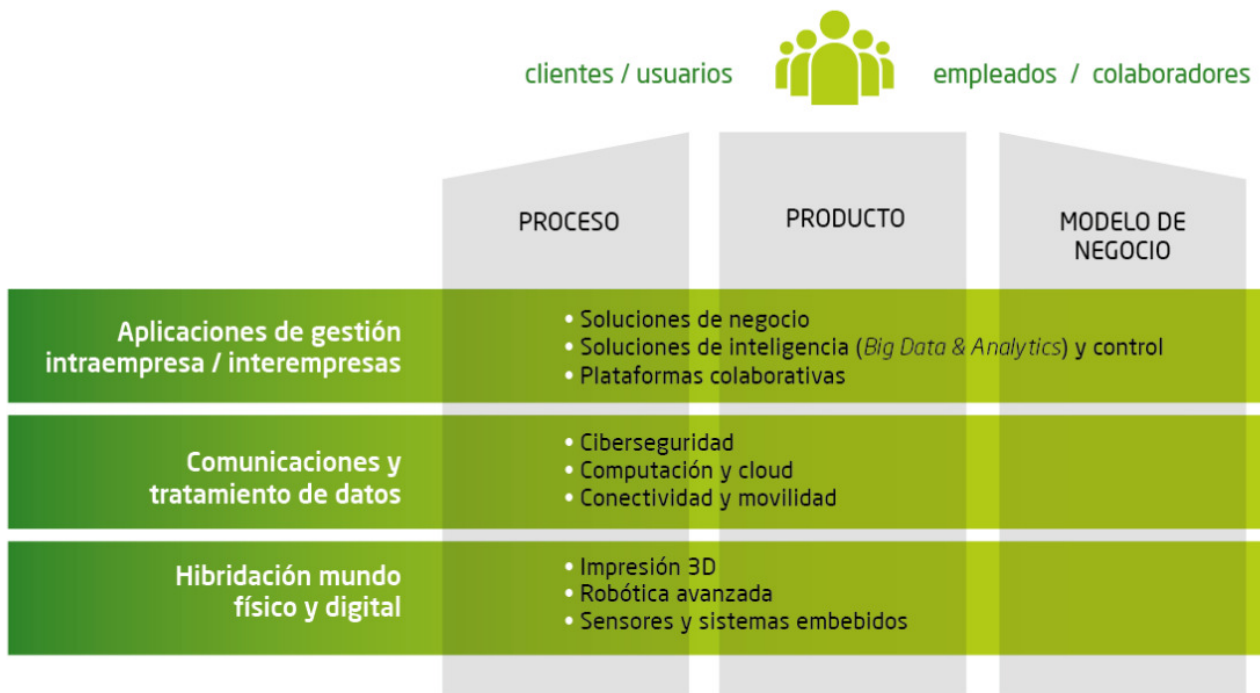 clientes / usuarios
empleados / colaboradores
PROCESO
PRODUCTO
MODELO DE
NEGOCIO
Aplicaciones de gestión
intraempresa / interempresas
• Soluciones de negocio
• Soluciones de inteligencia (Big Data & Analytics) y control
• Plataformas colaborativas
Comunicaciones y
tratamiento de datos
• Ciberseguridad
• Computación y cloud
• Conectividad y movilidad
Hibridación mundo
físico y digital
• Impresión 3D
• Robótica avanzada
• Sensores y sistemas embebidos